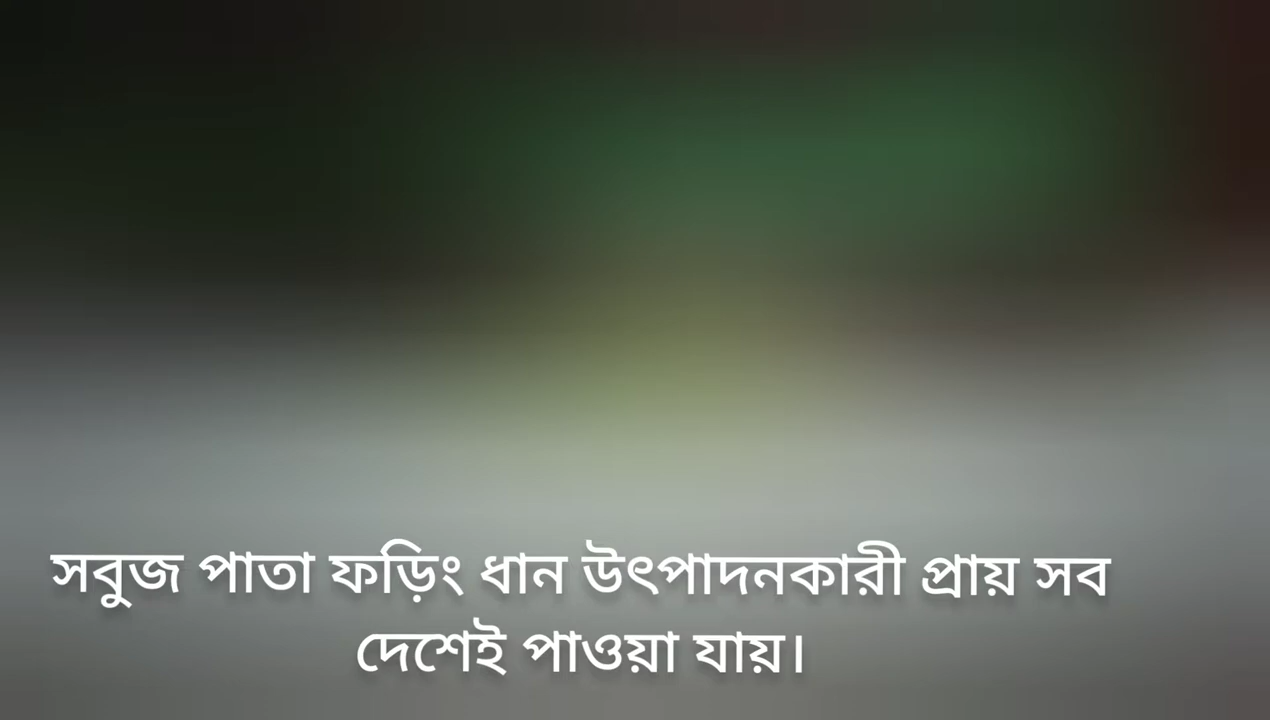 সবুজ পাতা ফড়িং ধান উৎপাদনকারী প্রায় সব
দেশেই পাওয়া যায়।